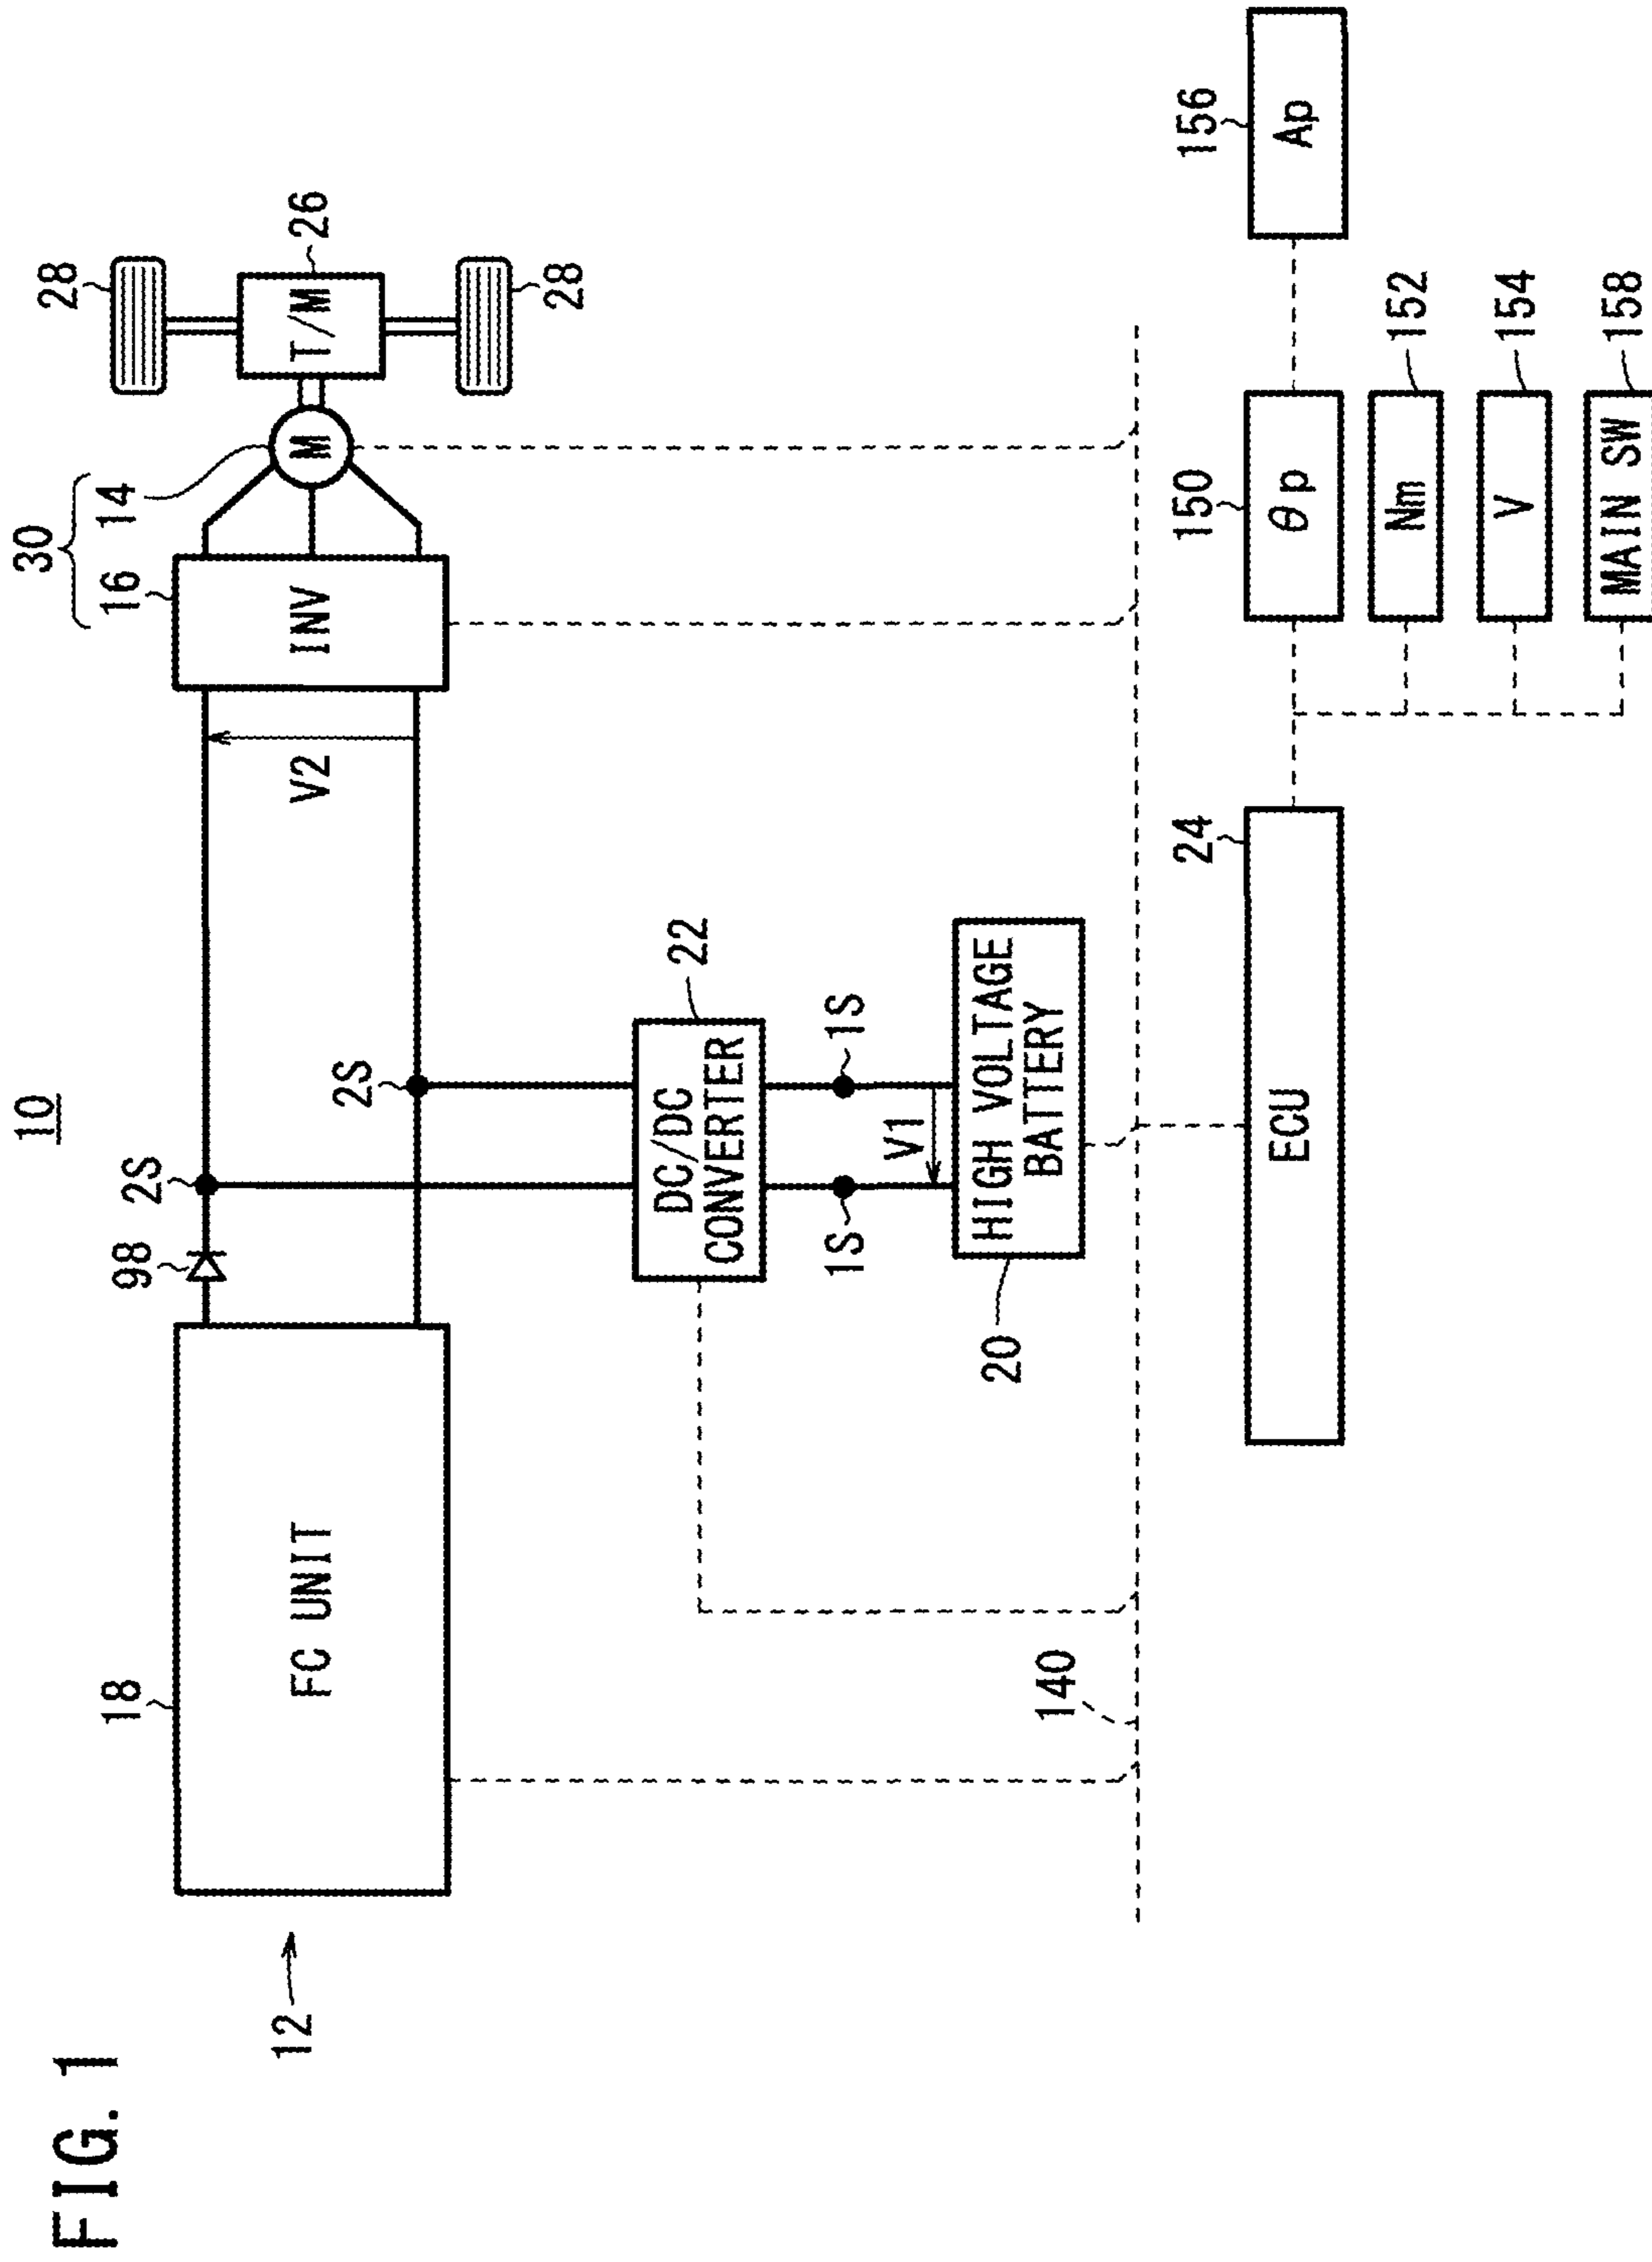 FIG. 1
10
12
18
FC UNIT
98
2S
2S
V2
30
16
14
INV
M
28
T/M
26
28
22
DC/DC
CONVERTER
1S
1S
V1
HIGH VOLTAGE
BATTERY
20
140
24
ECU
150
θp
156
Ap
Nm
152
V
154
MAIN SW
158